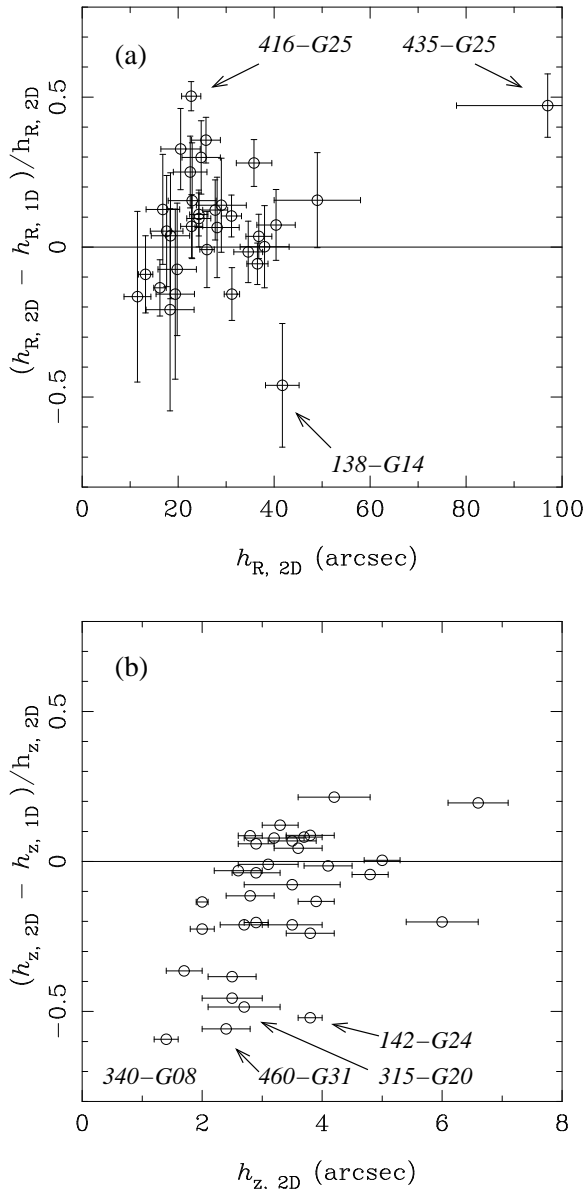 (a)
416−G25
435−G25
138−G14
0.5
0
−0.5
(h_R, 2D − h_R, 1D)/h_R, 2D
0 20 40 60 80 100
h_R, 2D (arcsec)
(b)
0.5
0
−0.5
(h_z, 2D − h_z, 1D)/h_z, 2D
142−G24
340−G08 460−G31 315−G20
0 2 4 6 8
h_z, 2D (arcsec)